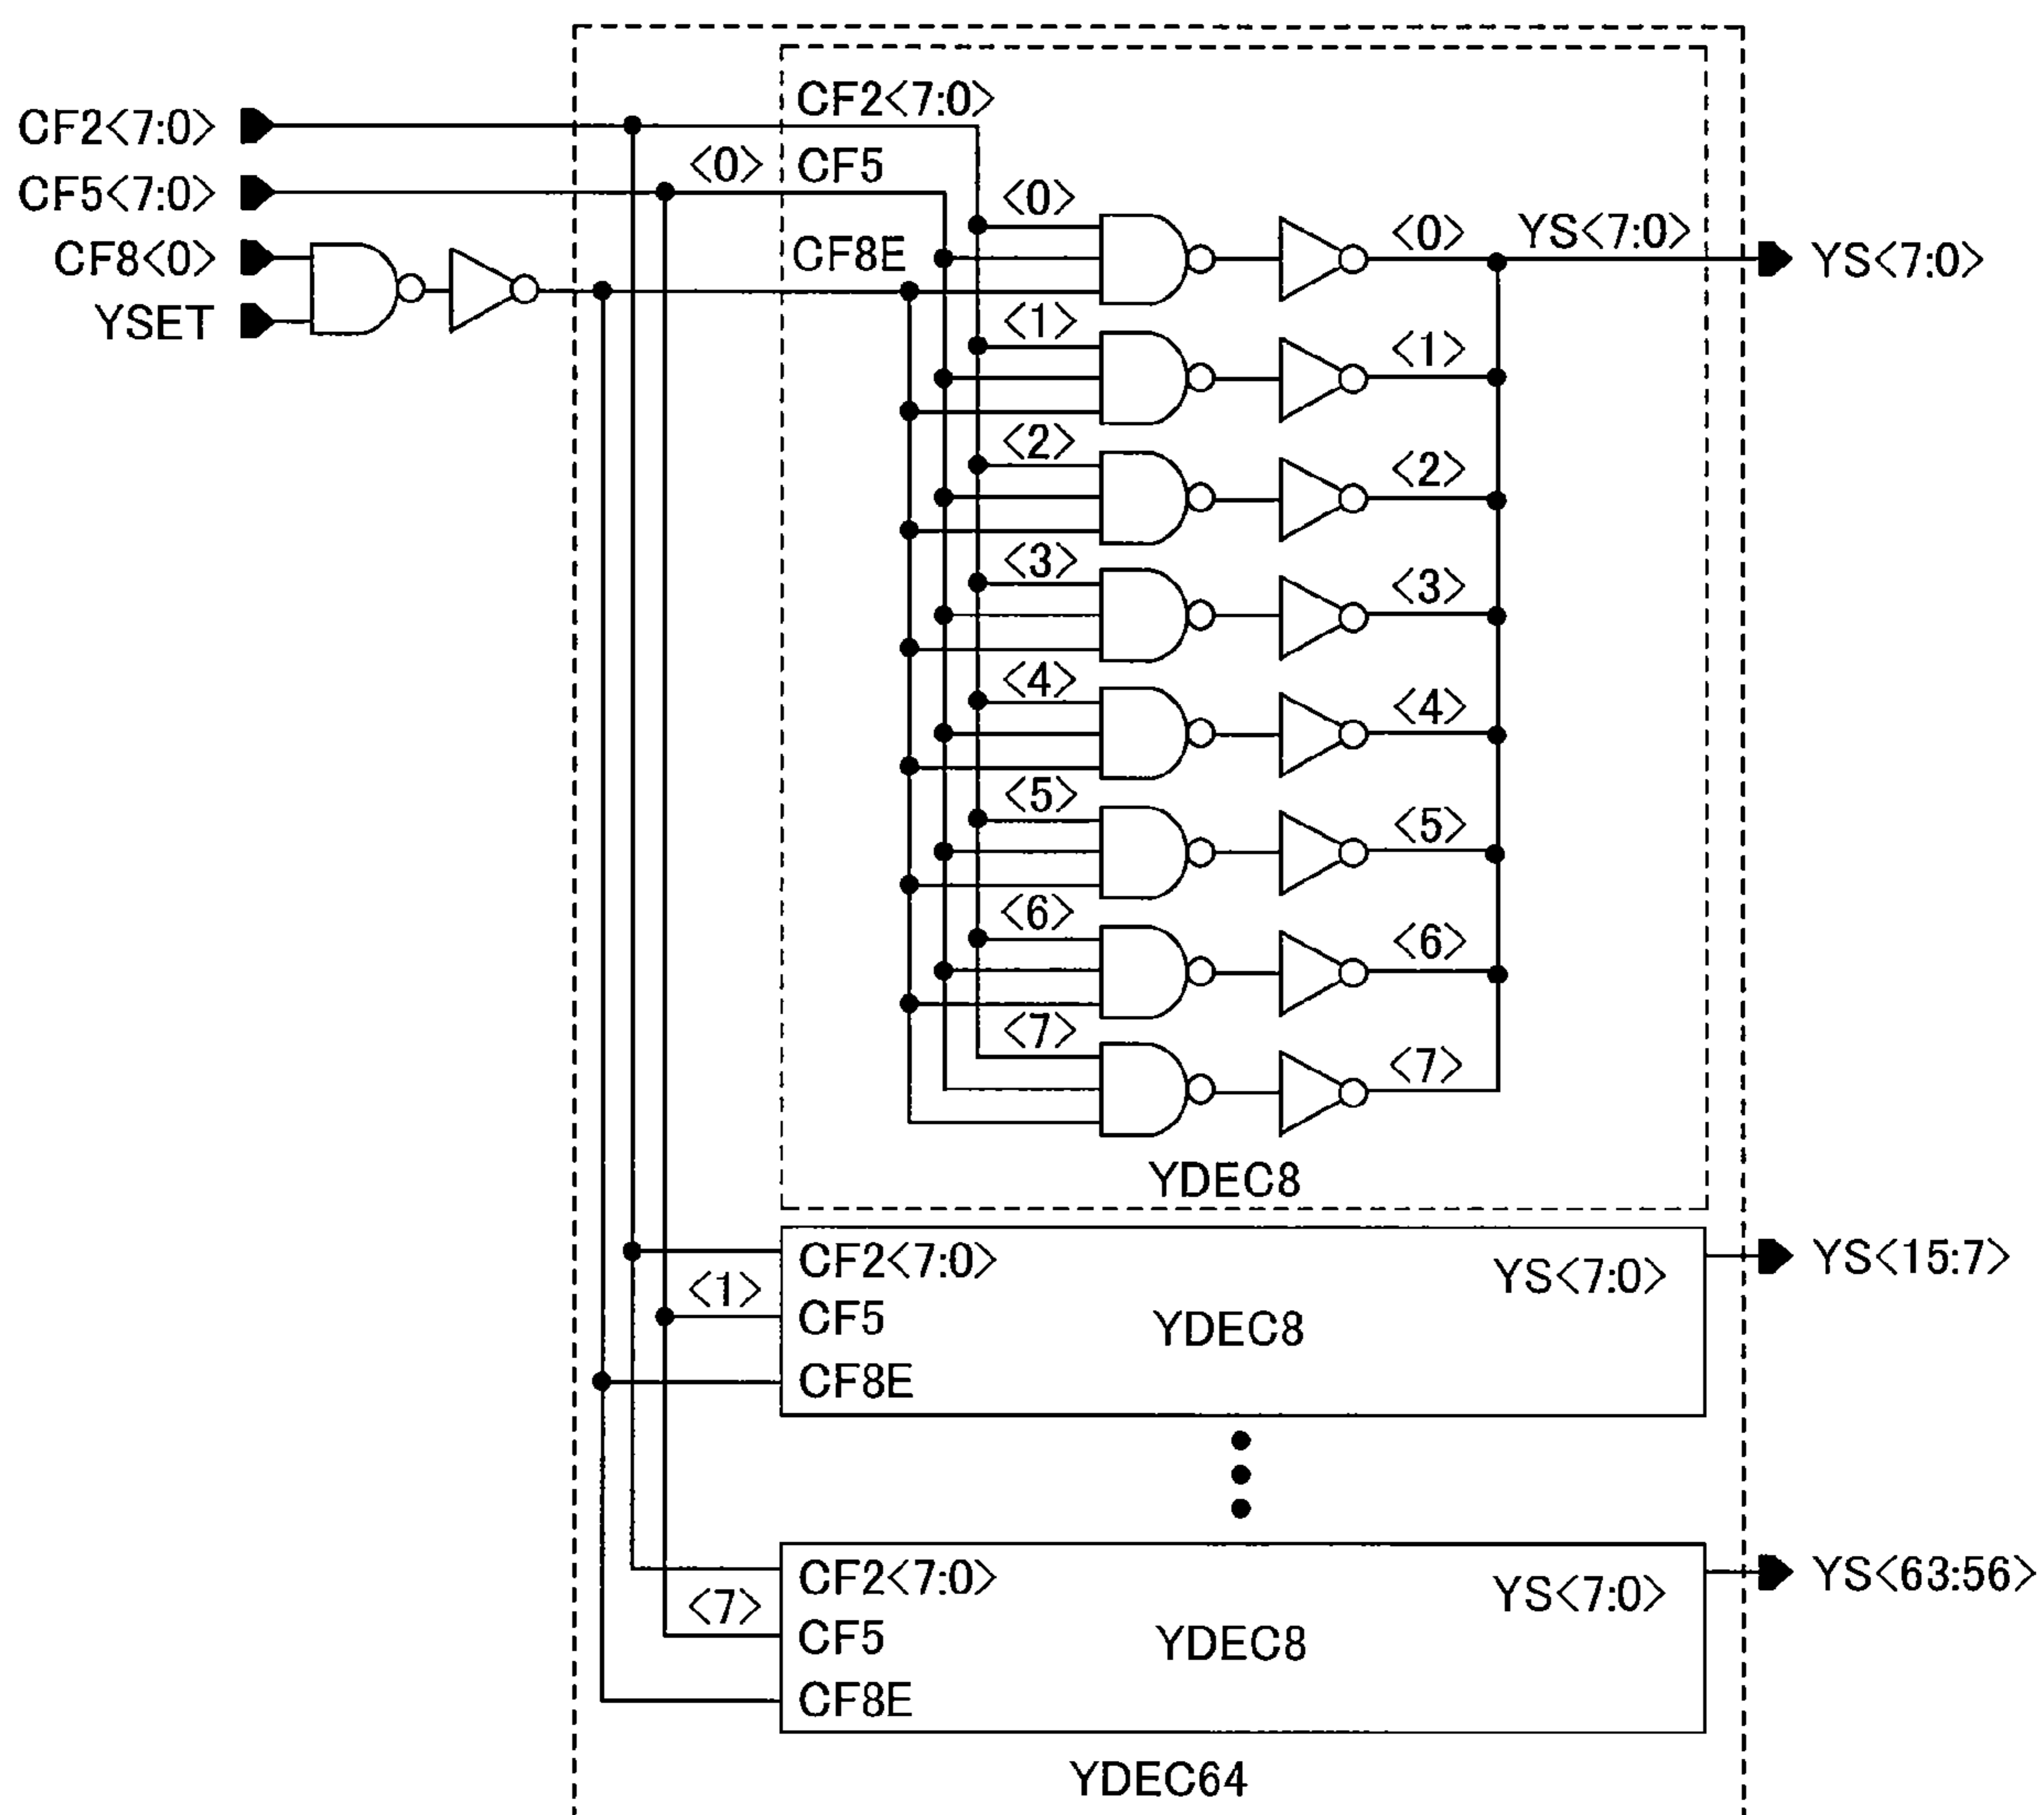 CF2<7:0>
CF2<7:0>
CF5<7:0>
<0>
CF5
CF8<0>
YSET
CF8E
<0>
<0>
YS<7:0>
YS<7:0>
<1>
<1>
<2>
<2>
<3>
<3>
<4>
<4>
<5>
<5>
<6>
<6>
<7>
<7>
YDEC8
CF2<7:0>
YS<7:0>
YS<15:7>
<1>
CF5
YDEC8
CF8E
CF2<7:0>
YS<7:0>
YS<63:56>
<7>
CF5
YDEC8
CF8E
YDEC64